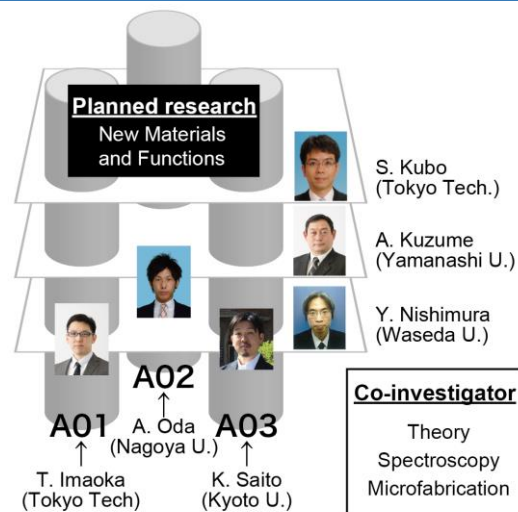 Planned research
New Materials
and Functions
S. Kubo
(Tokyo Tech.)
A. Kuzume
(Yamanashi U.)
Y. Nishimura
(Waseda U.)
A01
A02
A03
A. Oda
(Nagoya U.)
T. Imaoka
(Tokyo Tech)
K. Saito
(Kyoto U.)
Co-investigator
Theory
Spectroscopy
Microfabrication